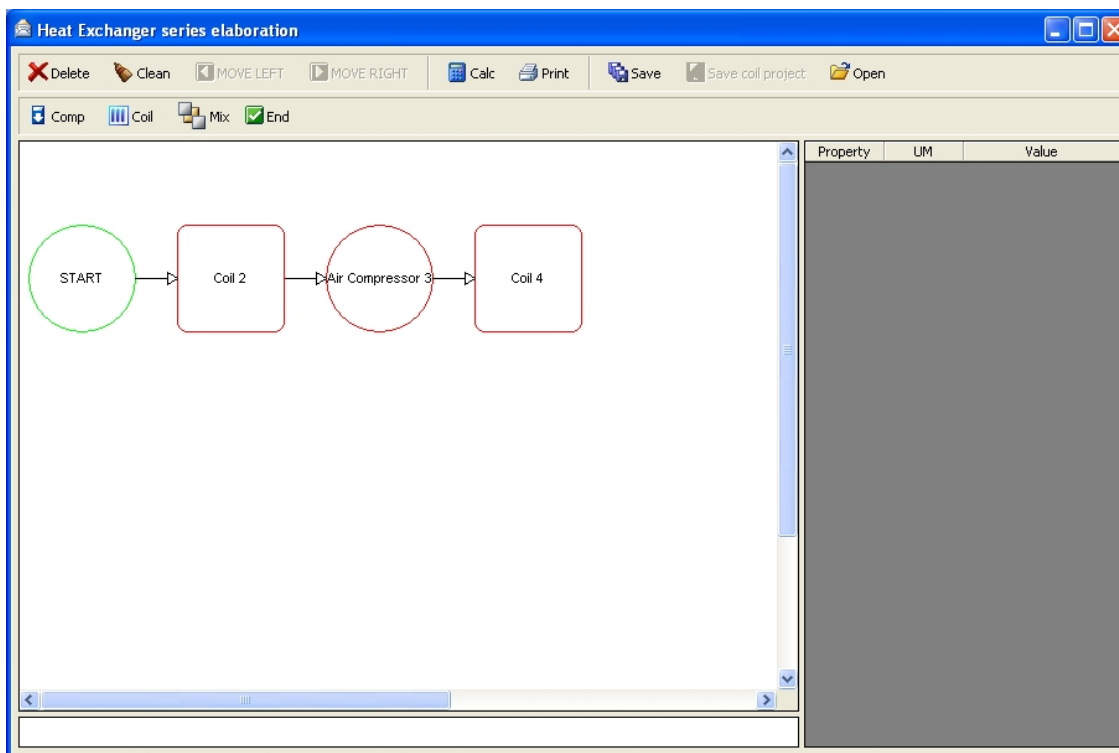 Heat Exchanger series elaboration
Delete Clean MOVE LEFT MOVE RIGHT Calc Print Save Save coil project Open
Comp Coil Mix End
Property UM Value
START Coil 2 Air Compressor 3 Coil 4